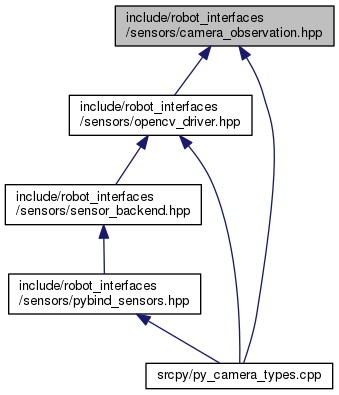 include/robot_interfaces
/sensors/camera_observation.hpp
include/robot_interfaces
/sensors/opencv_driver.hpp
include/robot_interfaces
/sensors/sensor_backend.hpp
include/robot_interfaces
/sensors/pybind_sensors.hpp
srcpy/py_camera_types.cpp